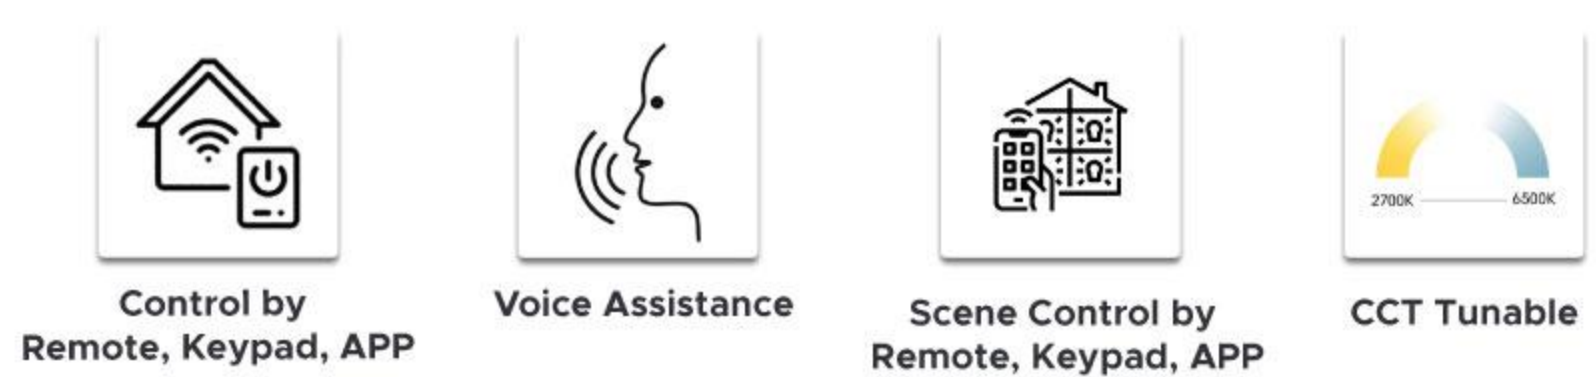 Control by
Remote, Keypad, APP
Voice Assistance
Scene Control by
Remote, Keypad, APP
2700K
6500K
CCT Tunable